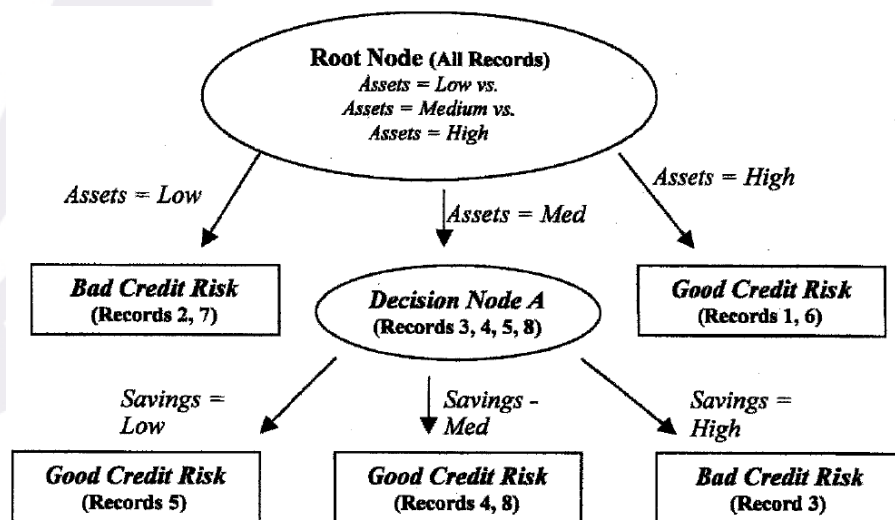 Root Node (All Records)
Assets = Low vs.
Assets = Medium vs.
Assets = High
Assets = Low
Assets = Med
Assets = High
Bad Credit Risk
(Records 2, 7)
Decision Node A
(Records 3, 4, 5, 8)
Good Credit Risk
(Records 1, 6)
Savings =
Low
Savings -
Med
Savings =
High
Good Credit Risk
(Records 5)
Good Credit Risk
(Records 4, 8)
Bad Credit Risk
(Record 3)